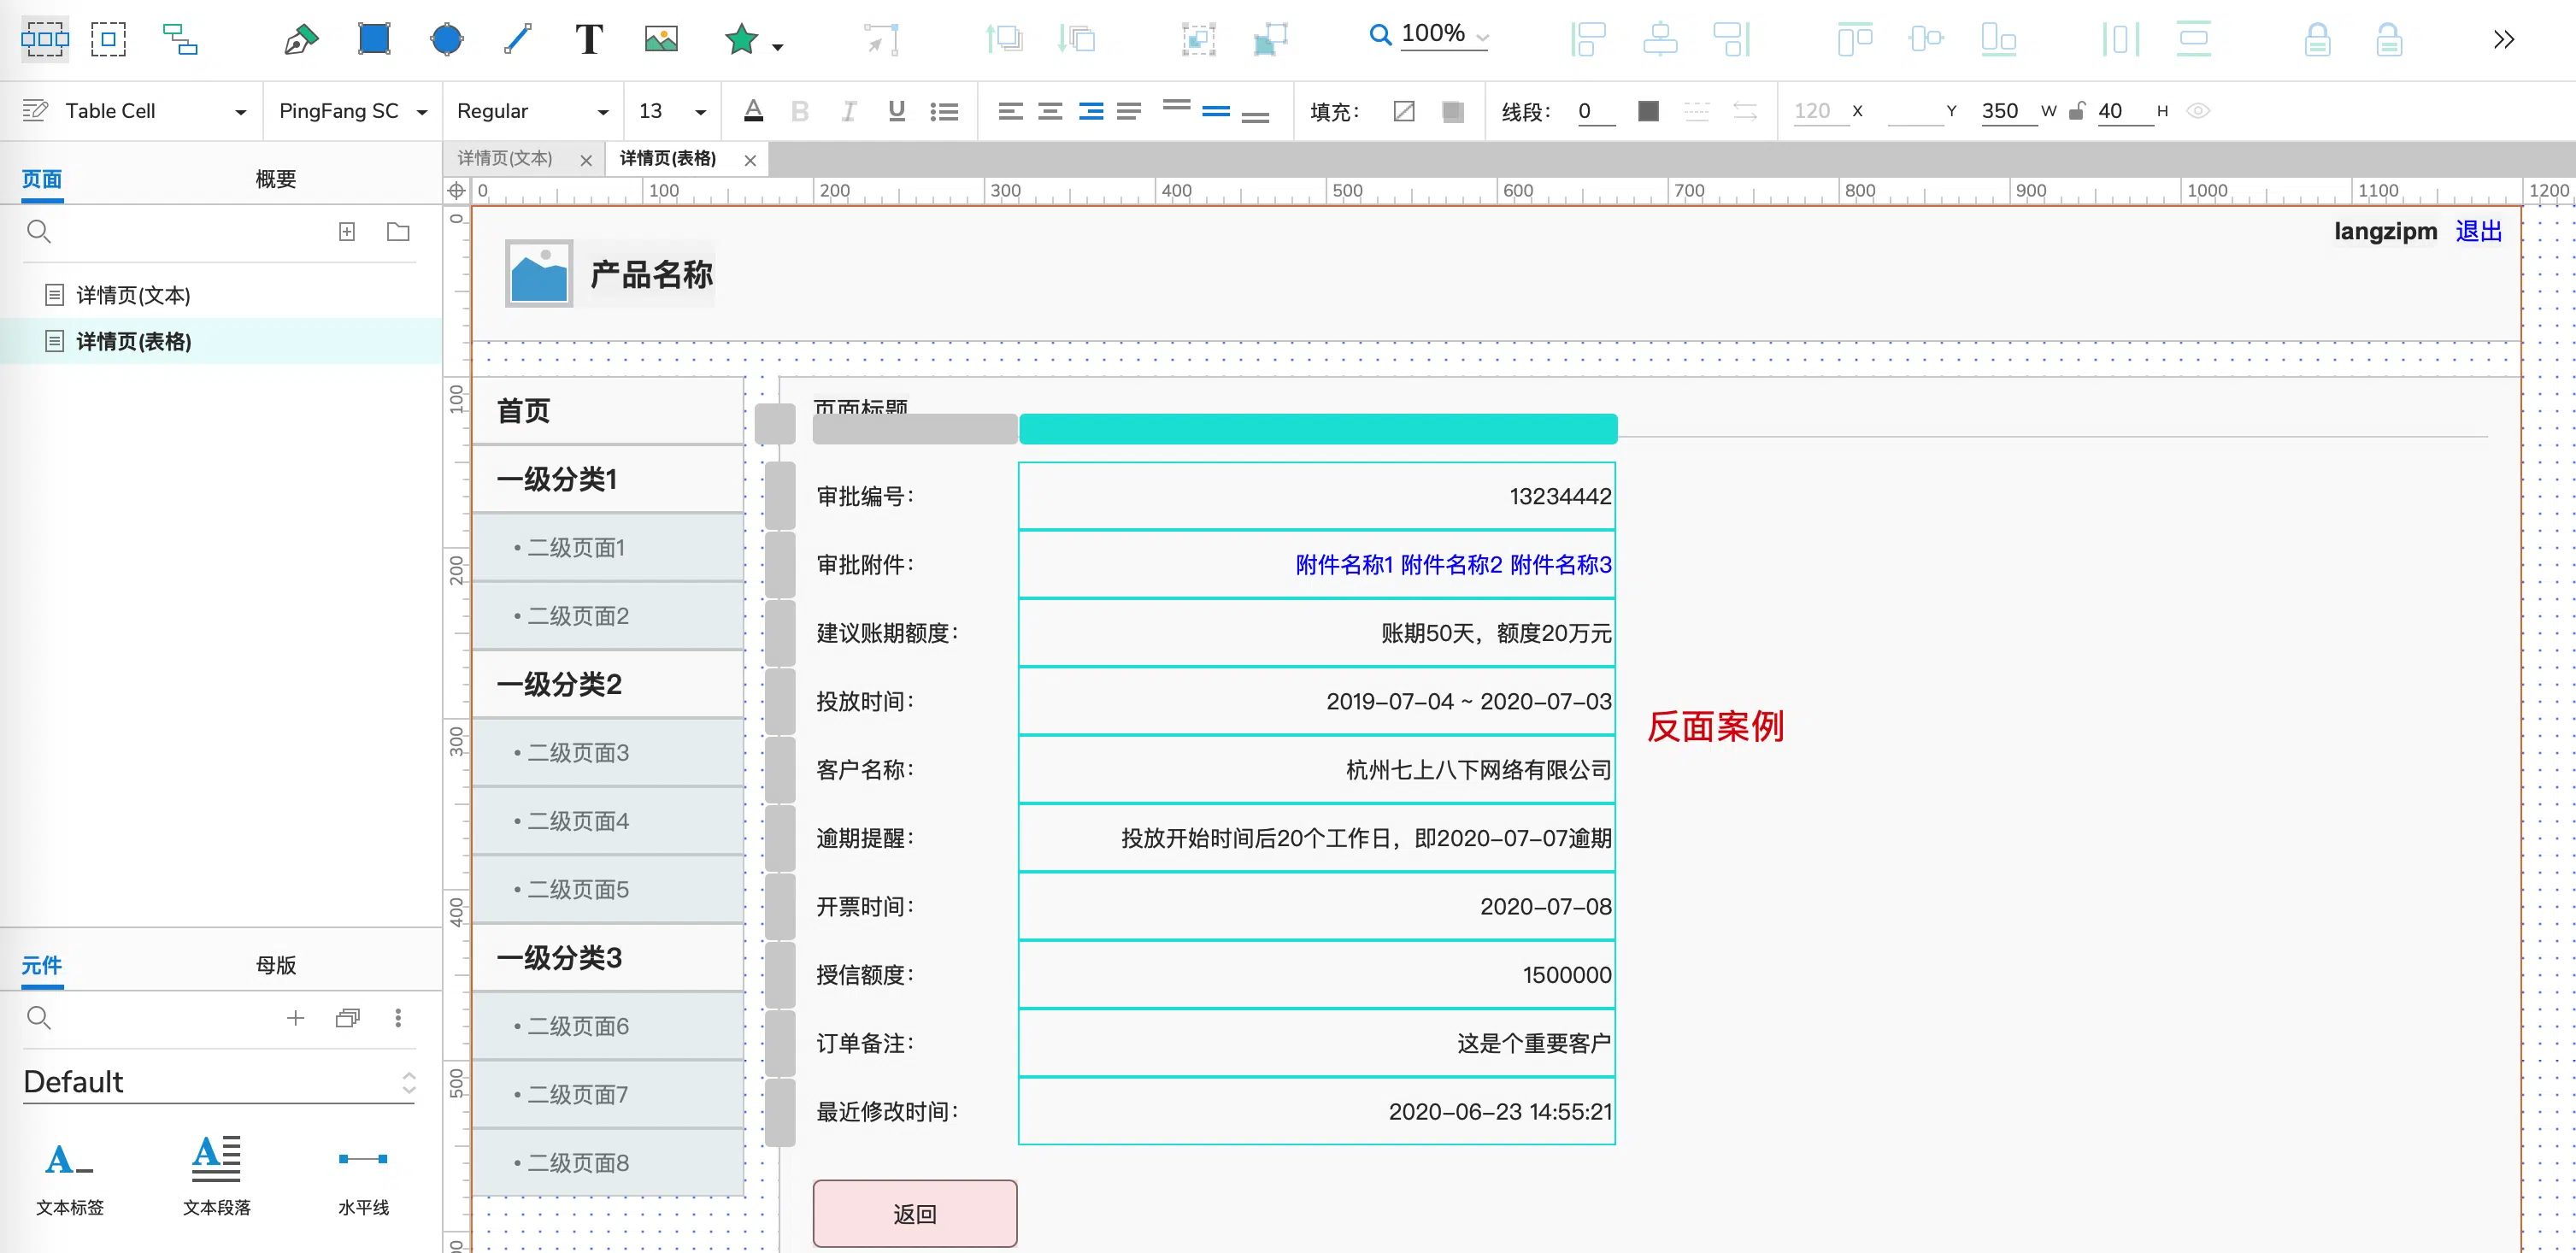 T
100%
Table Cell
PingFang SC
Regular
13
A B I U
填充：
线段：
0
120 X
Y
350 W
40 H
页面
概要
详情页(文本)
详情页(表格)
详情页(文本)
详情页(表格)
0 100 200 300 400 500 600 700 800 900 1000 1100 1200
0
100
200
300
400
500
langzipm 退出
产品名称
首页
一级分类1
• 二级页面1
• 二级页面2
一级分类2
• 二级页面3
• 二级页面4
• 二级页面5
一级分类3
• 二级页面6
• 二级页面7
• 二级页面8
页面标题
审批编号：
13234442
审批附件：
附件名称1 附件名称2 附件名称3
建议账期额度：
账期50天，额度20万元
投放时间：
2019-07-04 ~ 2020-07-03
客户名称：
杭州七上八下网络有限公司
逾期提醒：
投放开始时间后20个工作日，即2020-07-07逾期
开票时间：
2020-07-08
授信额度：
1500000
订单备注：
这是个重要客户
最近修改时间：
2020-06-23 14:55:21
反面案例
返回
元件
母版
Default
文本标签
文本段落
水平线